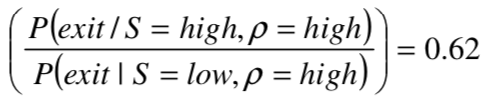 (P(exit / S = high, ρ = high) / P(exit | S = low, ρ = high)) = 0.62